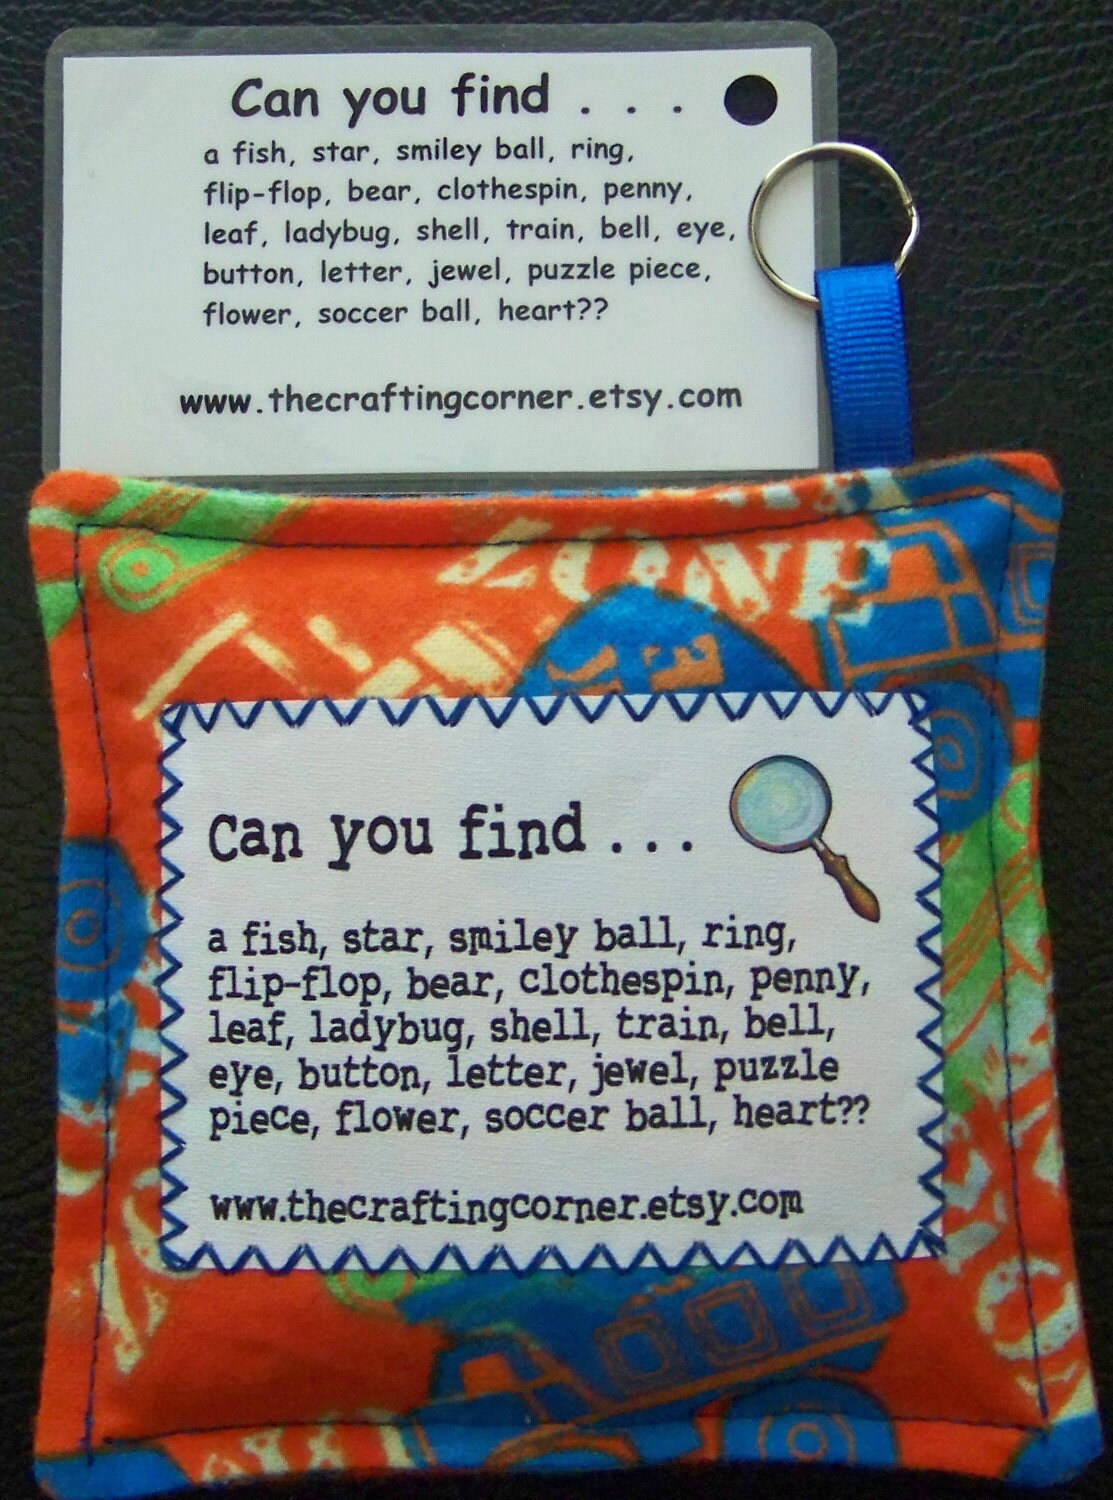 Can you find . . .
a fish, star, smiley ball, ring,
flip-flop, bear, clothespin, penny,
leaf, ladybug, shell, train, bell, eye,
button, letter, jewel, puzzle piece,
flower, soccer ball, heart??
www.thecraftingcorner.etsy.com
ZONE
Can you find...
a fish, star, smiley ball, ring,
flip-flop, bear, clothespin, penny,
leaf, ladybug, shell, train, bell,
eye, button, letter, jewel, puzzle
piece, flower, soccer ball, heart??
www.thecraftingcorner.etsy.com